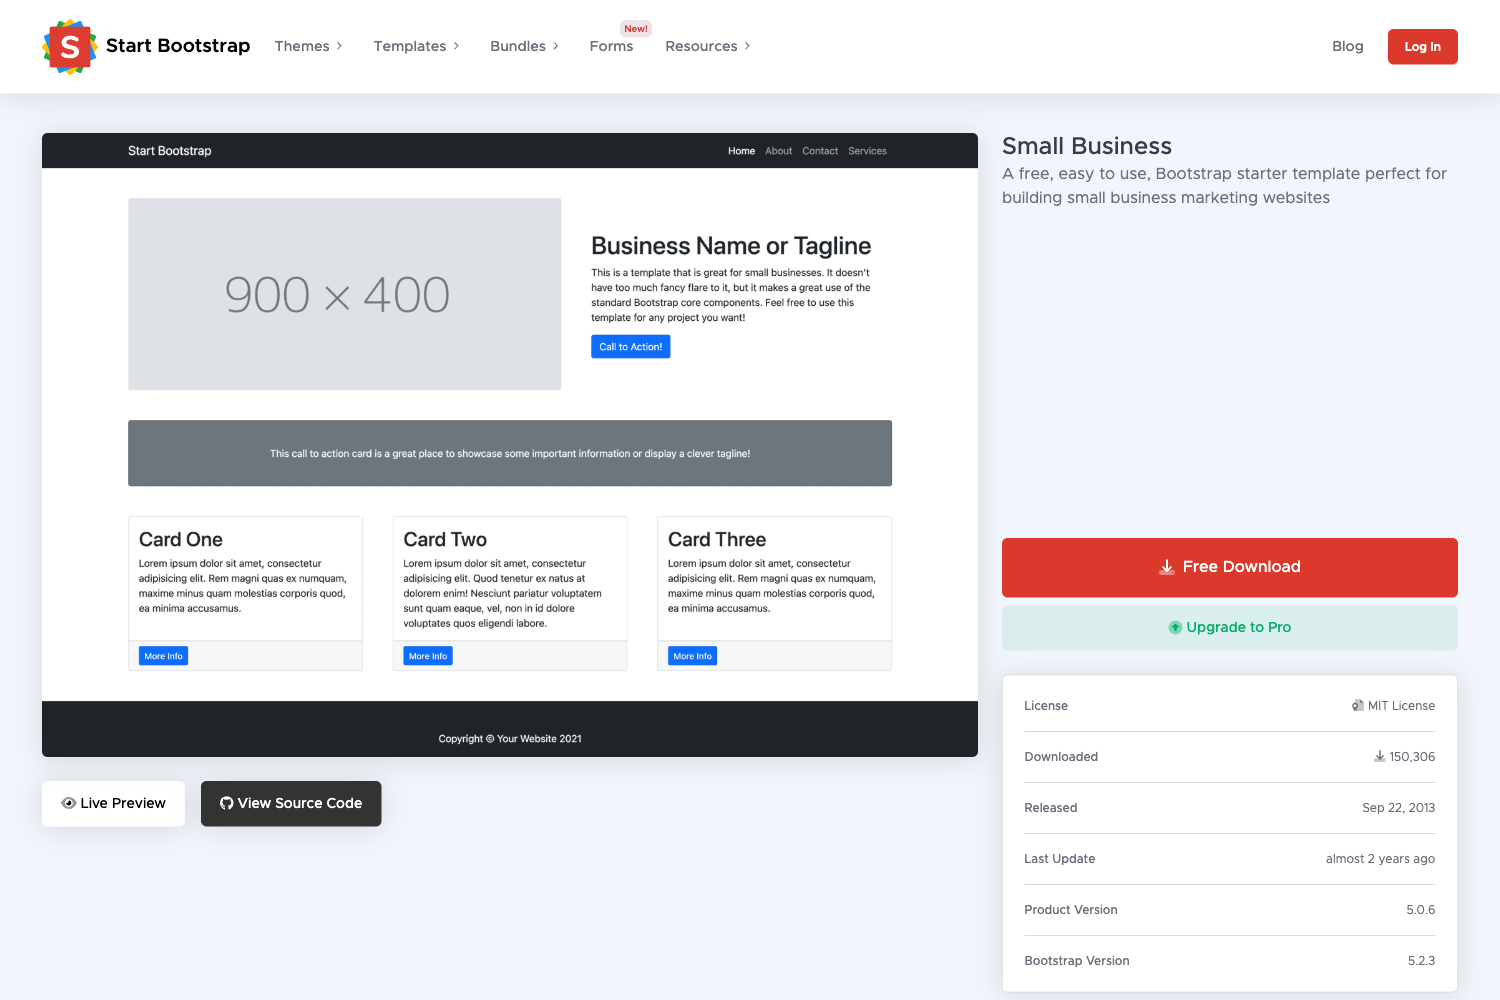 S Start Bootstrap Themes Templates Bundles Forms New! Resources Blog Log In
Start Bootstrap Home About Contact Services
900 × 400
Business Name or Tagline
This is a template that is great for small businesses. It doesn't
have too much fancy flare to it, but it makes a great use of the
standard Bootstrap core components. Feel free to use this
template for any project you want!
Call to Action!
This call to action card is a great place to showcase some important information or display a clever tagline!
Card One
Lorem ipsum dolor sit amet, consectetur
adipisicing elit. Rem magni quas ex numquam,
maxime minus quam molestias corporis quod,
ea minima accusamus.
More Info
Card Two
Lorem ipsum dolor sit amet, consectetur
adipisicing elit. Quod tenetur ex natus at
dolorem enim! Nesciunt pariatur voluptatem
sunt quam eaque, vel, non in id dolore
voluptates quos eligendi labore.
More Info
Card Three
Lorem ipsum dolor sit amet, consectetur
adipisicing elit. Rem magni quas ex numquam,
maxime minus quam molestias corporis quod,
ea minima accusamus.
More Info
Copyright © Your Website 2021
Live Preview View Source Code
Small Business
A free, easy to use, Bootstrap starter template perfect for
building small business marketing websites
Free Download
Upgrade to Pro
License MIT License
Downloaded 150,306
Released Sep 22, 2013
Last Update almost 2 years ago
Product Version 5.0.6
Bootstrap Version 5.2.3